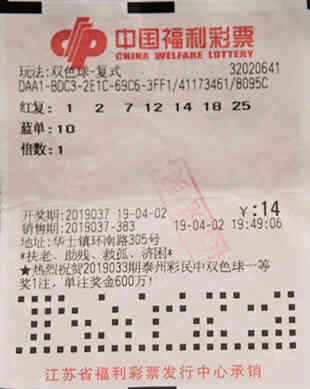 中国福利彩票
CHINA WELFARE LOTTERY
玩法:双色球-复式 32020641
DAA1-BDC3-2E1C-69C6-3FF1/41173461/8095C
红复: 1 2 7 12 14 18 25
蓝单:10
倍数:1
开奖期:2019037 19-04-02 ¥:14
销售期:2019037-383 19-04-02 19:49:06
地址:华士镇环南路305号
*扶老、助残、救孤、济困*
★热烈祝贺2019033期泰州彩民中双色球一等
奖1注,单注奖金600万!
江苏省福利彩票发行中心承销